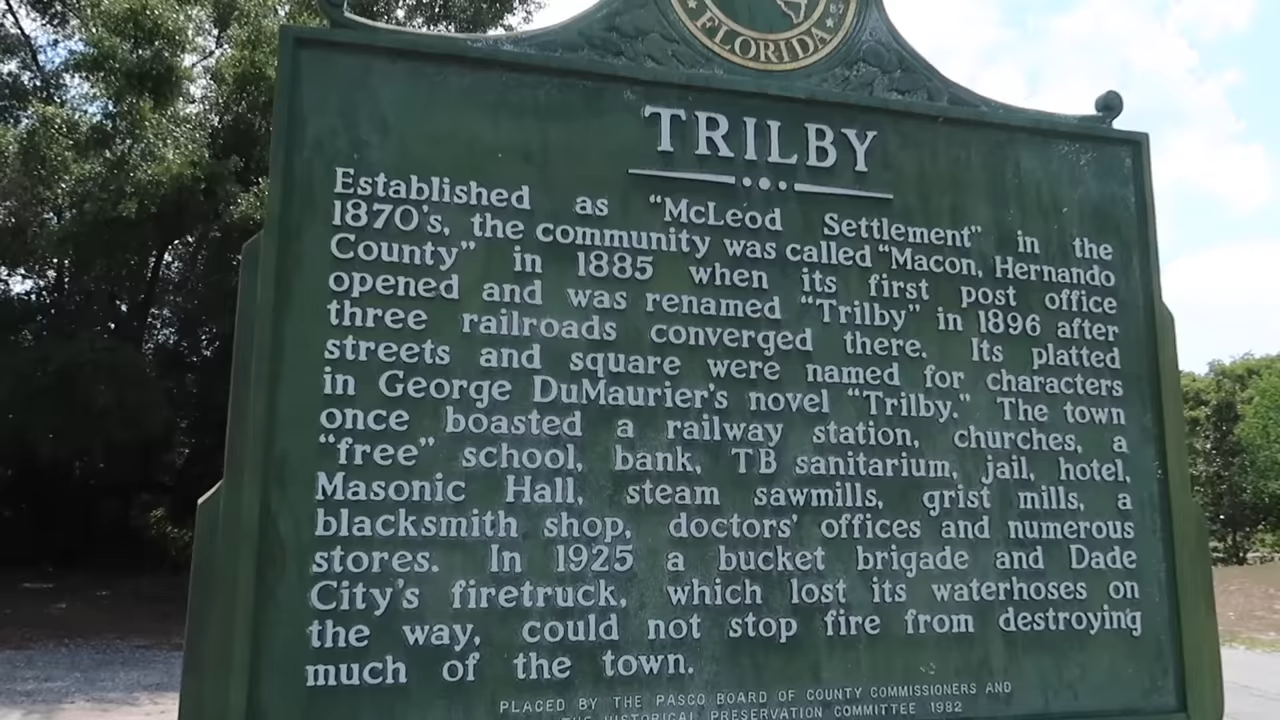 FLORIDA
TRILBY
Established as "McLeod Settlement" in the
1870's, the community was called "Macon, Hernando
County" in 1885 when its first post office
opened and was renamed "Trilby" in 1896 after
three railroads converged there. Its platted
streets and square were named for characters
in George DuMaurier's novel "Trilby." The town
once boasted a railway station, churches, a
"free" school, bank, TB sanitarium, jail, hotel,
Masonic Hall, steam sawmills, grist mills, a
blacksmith shop, doctors' offices and numerous
stores. In 1925 a bucket brigade and Dade
City's firetruck, which lost its waterhoses on
the way, could not stop fire from destroying
much of the town.
PLACED BY THE PASCO BOARD OF COUNTY COMMISSIONERS AND
THE HISTORICAL PRESERVATION COMMITTEE 1982